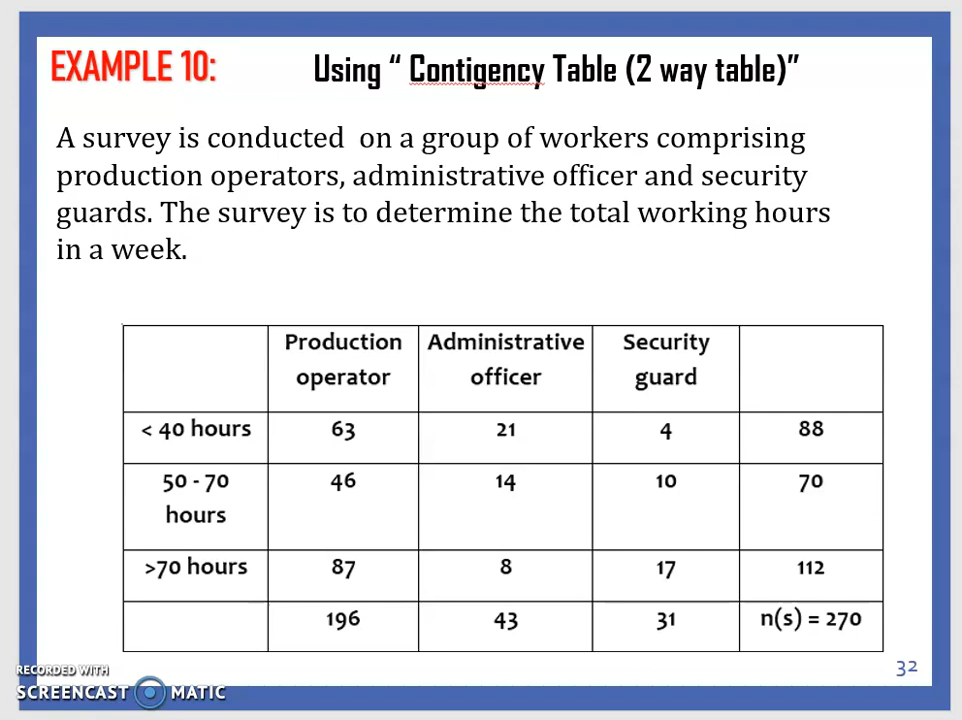 EXAMPLE 10: Using “ Contigency Table (2 way table)”
A survey is conducted on a group of workers comprising
production operators, administrative officer and security
guards. The survey is to determine the total working hours
in a week.
Production operator Administrative officer Security guard
< 40 hours 63 21 4 88
50 - 70 hours 46 14 10 70
>70 hours 87 8 17 112
196 43 31 n(s) = 270
32
RECORDED WITH
SCREENCAST MATIC